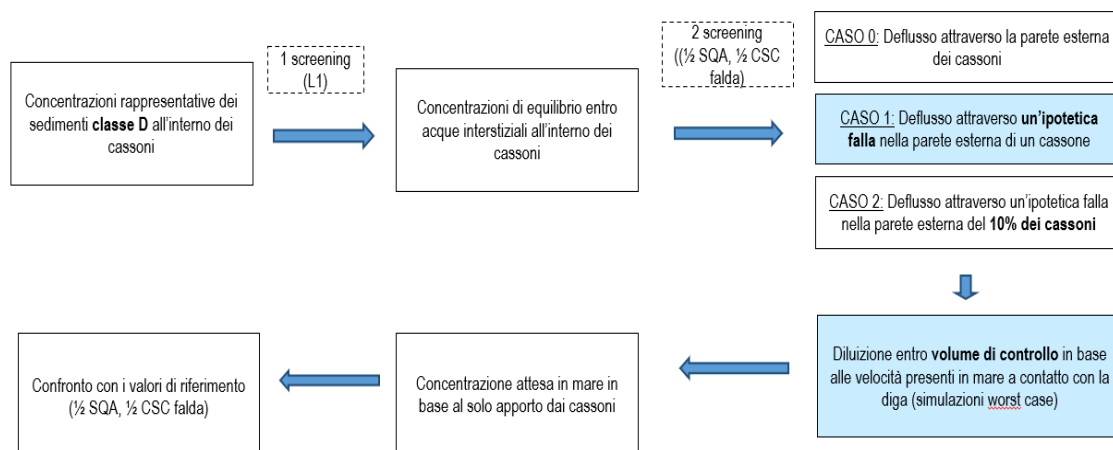 Concentrazioni rappresentative dei
sedimenti classe D all'interno dei
cassoni
1 screening
(L1)
Concentrazioni di equilibrio entro
acque interstiziali all'interno dei
cassoni
2 screening
((½ SQA, ½ CSC
falda)
CASO 0: Deflusso attraverso la parete esterna
dei cassoni
CASO 1: Deflusso attraverso un'ipotetica
falla nella parete esterna di un cassone
CASO 2: Deflusso attraverso un'ipotetica falla
nella parete esterna del 10% dei cassoni
Diluizione entro volume di controllo in base
alle velocità presenti in mare a contatto con la
diga (simulazioni worst case)
Concentrazione attesa in mare in
base al solo apporto dai cassoni
Confronto con i valori di riferimento
(½ SQA, ½ CSC falda)